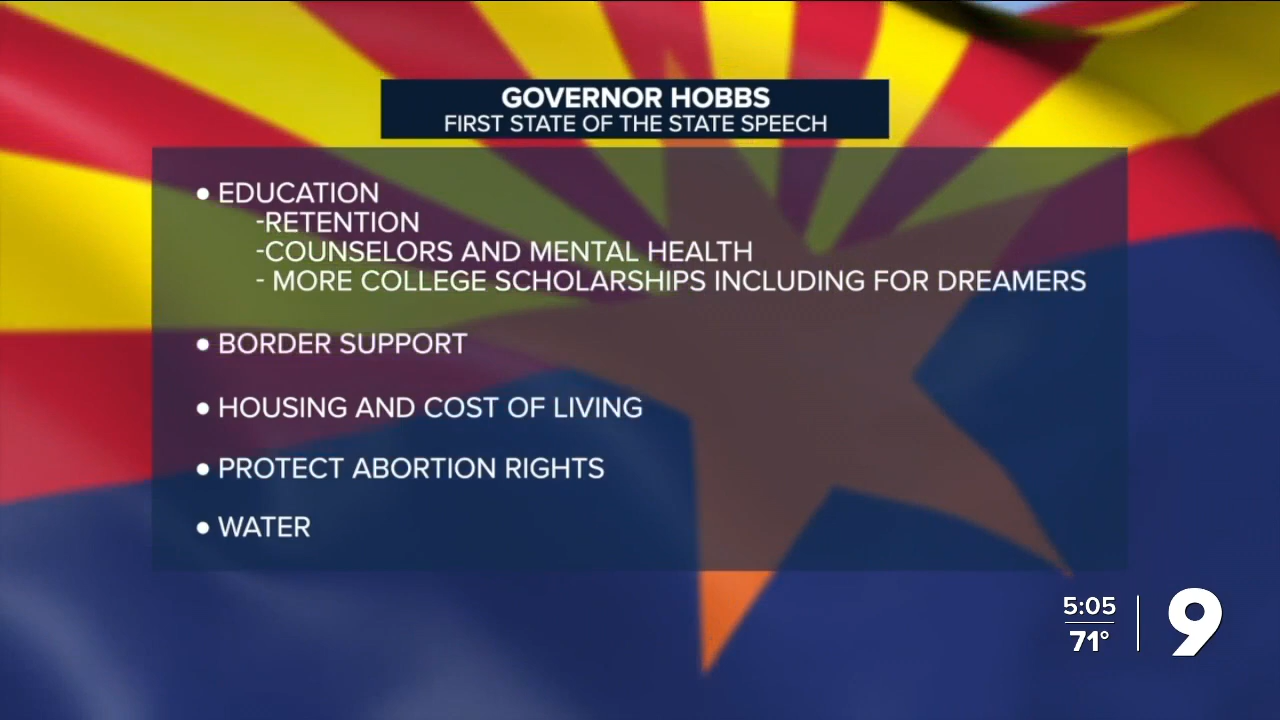 GOVERNOR HOBBS
FIRST STATE OF THE STATE SPEECH
• EDUCATION
-RETENTION
-COUNSELORS AND MENTAL HEALTH
- MORE COLLEGE SCHOLARSHIPS INCLUDING FOR DREAMERS
• BORDER SUPPORT
• HOUSING AND COST OF LIVING
• PROTECT ABORTION RIGHTS
• WATER
5:05
71°
9